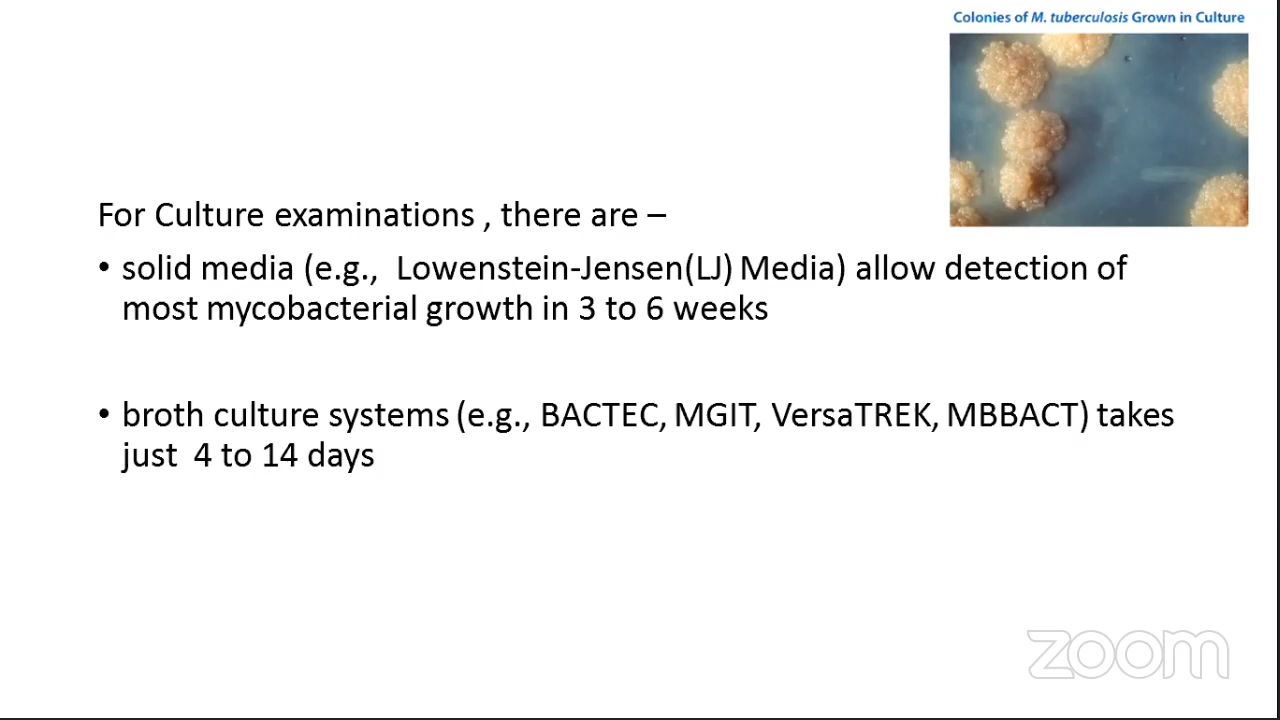 Colonies of M. tuberculosis Grown in Culture
For Culture examinations , there are –
• solid media (e.g.,  Lowenstein-Jensen(LJ) Media) allow detection of
most mycobacterial growth in 3 to 6 weeks
• broth culture systems (e.g., BACTEC, MGIT, VersaTREK, MBBACT) takes
just  4 to 14 days
zoom